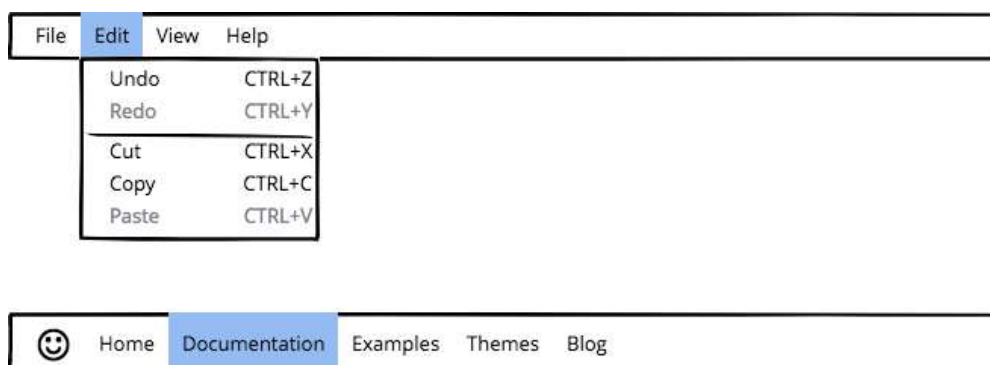 File Edit View Help
Undo CTRL+Z
Redo CTRL+Y
Cut CTRL+X
Copy CTRL+C
Paste CTRL+V
Home Documentation Examples Themes Blog